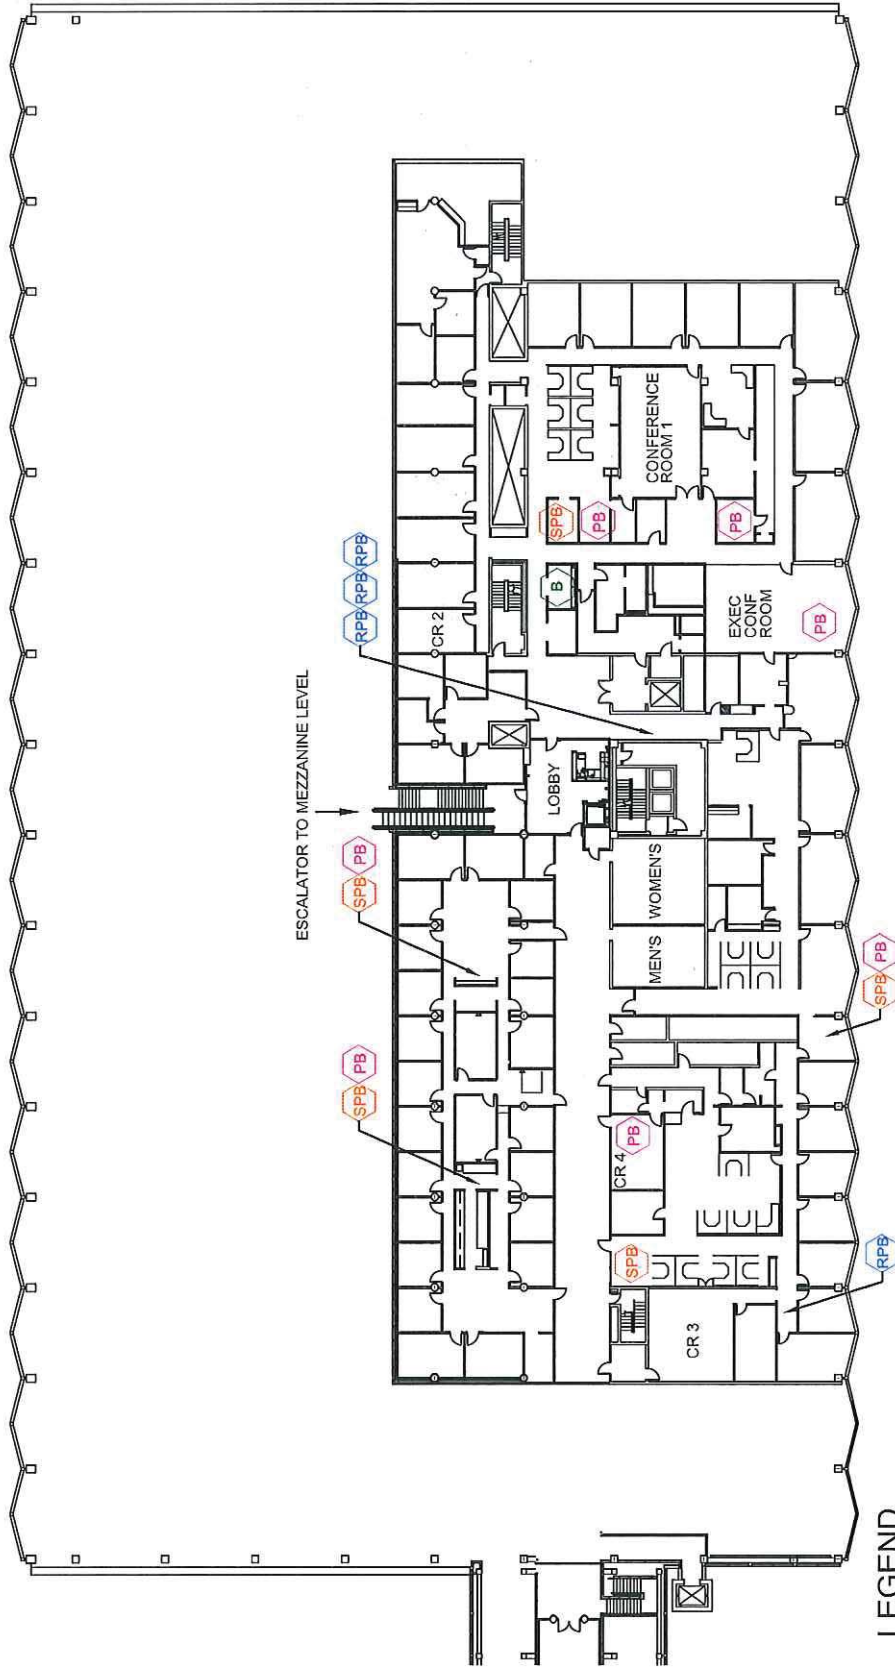 ESCALATOR TO MEZZANINE LEVEL
RPB RPB RPB
SPB PB
SPB PB
CR 2
LOBBY
WOMEN'S
MEN'S
SPB
PB
CONFERENCE
ROOM 1
PB
B
EXEC
CONF
ROOM
PB
CR 4
PB
SPB
CR 3
SPB PB
RPB
LEGEND